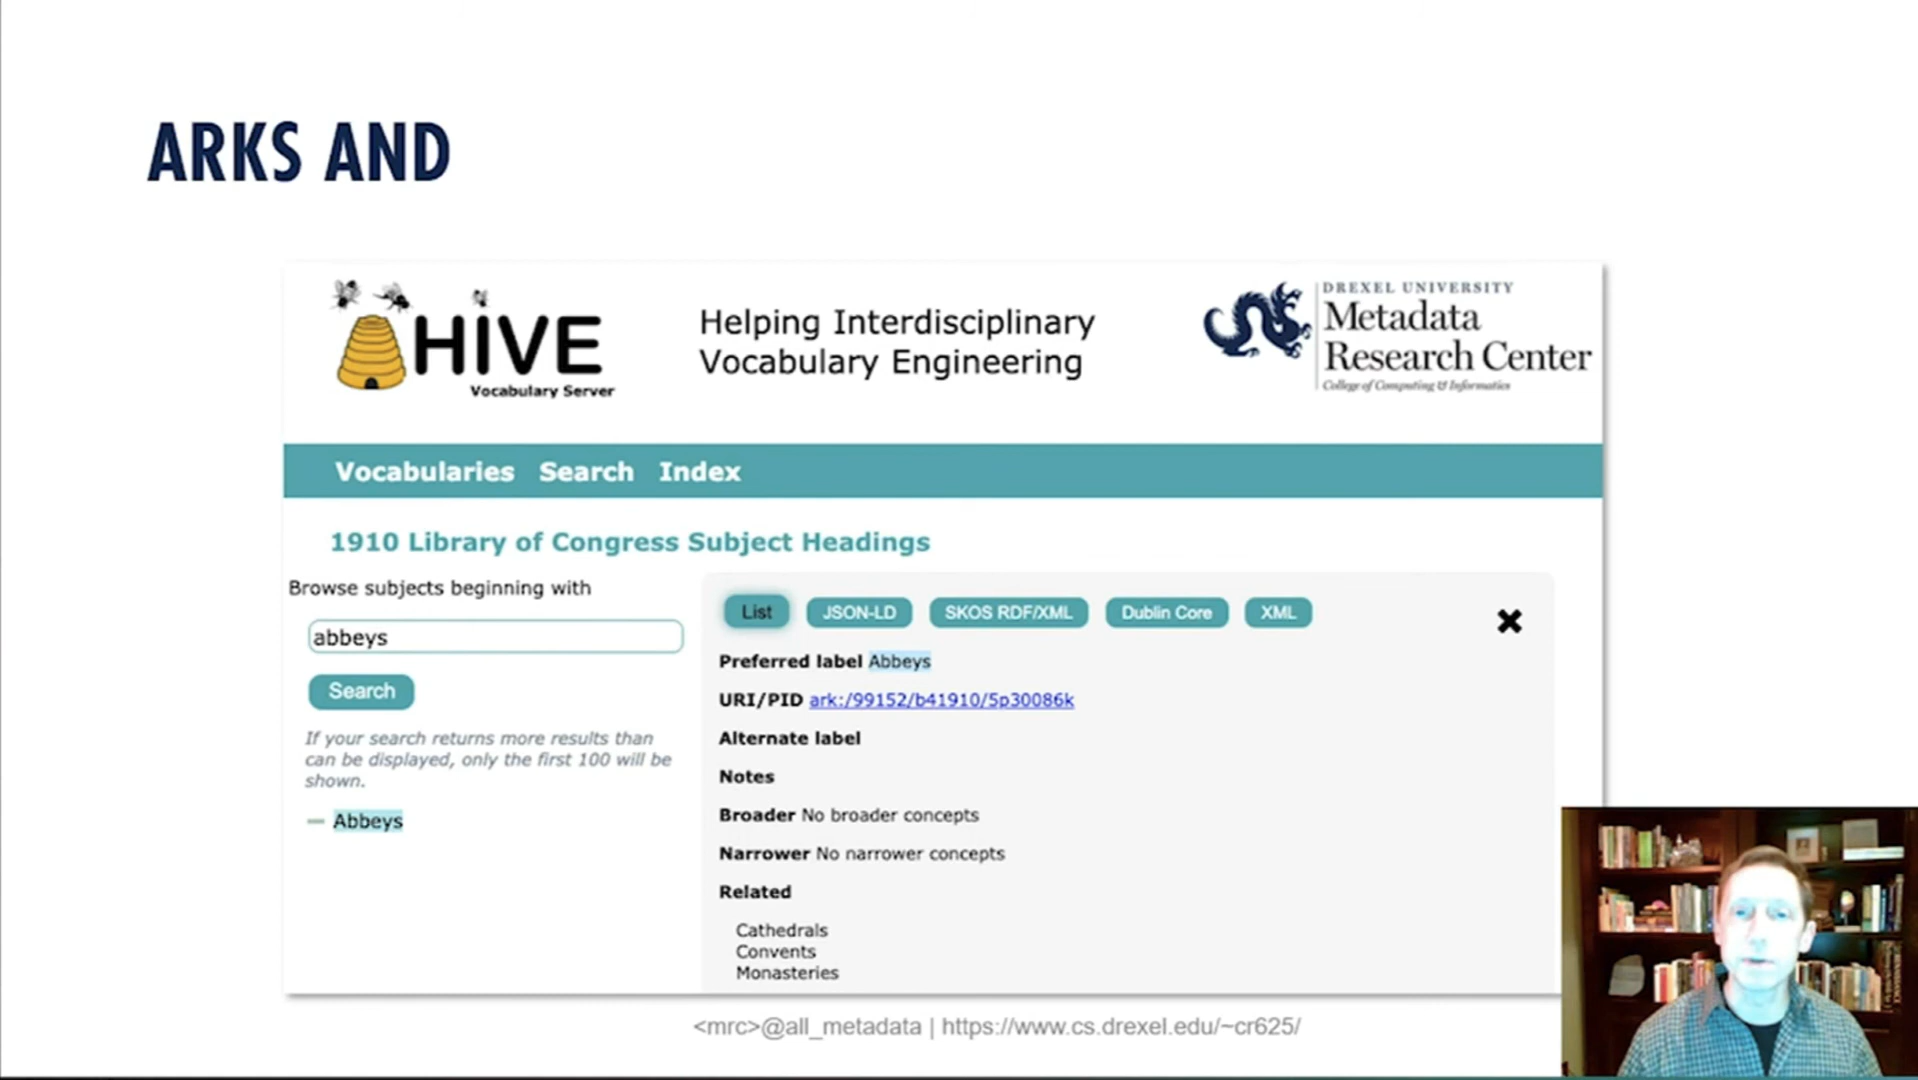 ARKS AND
HIVE
Vocabulary Server
Helping Interdisciplinary
Vocabulary Engineering
DREXEL UNIVERSITY
Metadata
Research Center
College of Computing & Informatics
Vocabularies Search Index
1910 Library of Congress Subject Headings
Browse subjects beginning with
abbeys
Search
If your search returns more results than
can be displayed, only the first 100 will be
shown.
— Abbeys
List JSON-LD SKOS RDF/XML Dublin Core XML
Preferred label Abbeys
URI/PID ark:/99152/b41910/5p30086k
Alternate label
Notes
Broader No broader concepts
Narrower No narrower concepts
Related
Cathedrals
Convents
Monasteries
<mrc>@all_metadata | https://www.cs.drexel.edu/~cr625/